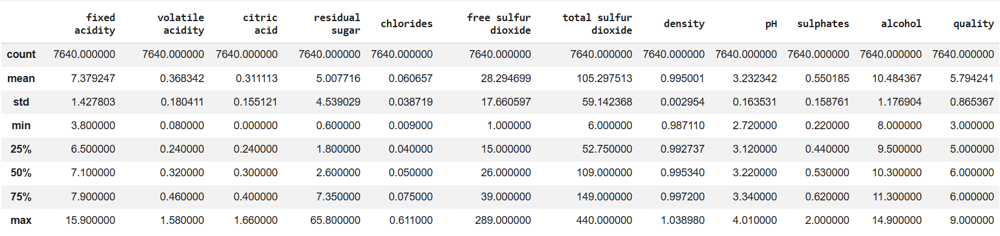 fixed acidity volatile acidity citric acid residual sugar chlorides free sulfur dioxide total sulfur dioxide density pH sulphates alcohol quality
count 7640.000000 7640.000000 7640.000000 7640.000000 7640.000000 7640.000000 7640.000000 7640.000000 7640.000000 7640.000000 7640.000000 7640.000000
mean 7.379247 0.368342 0.311113 5.007716 0.060657 28.294699 105.297513 0.995001 3.232342 0.550185 10.484367 5.794241
std 1.427803 0.180411 0.155121 4.539029 0.038719 17.660597 59.142368 0.002954 0.163531 0.158761 1.176904 0.865367
min 3.800000 0.080000 0.000000 0.600000 0.009000 1.000000 6.000000 0.987110 2.720000 0.220000 8.000000 3.000000
25% 6.500000 0.240000 0.240000 1.800000 0.040000 15.000000 52.750000 0.992737 3.120000 0.440000 9.500000 5.000000
50% 7.100000 0.320000 0.300000 2.600000 0.050000 26.000000 109.000000 0.995340 3.220000 0.530000 10.300000 6.000000
75% 7.900000 0.460000 0.400000 7.350000 0.075000 39.000000 149.000000 0.997200 3.340000 0.620000 11.300000 6.000000
max 15.900000 1.580000 1.660000 65.800000 0.611000 289.000000 440.000000 1.038980 4.010000 2.000000 14.900000 9.000000